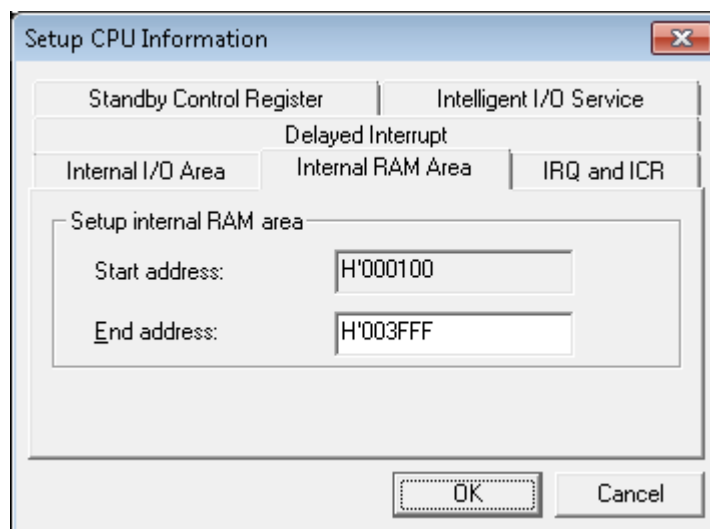 Setup CPU Information
Standby Control Register Intelligent I/O Service
Delayed Interrupt
Internal I/O Area Internal RAM Area IRQ and ICR
Setup internal RAM area
Start address: H'000100
End address: H'003FFF
OK Cancel